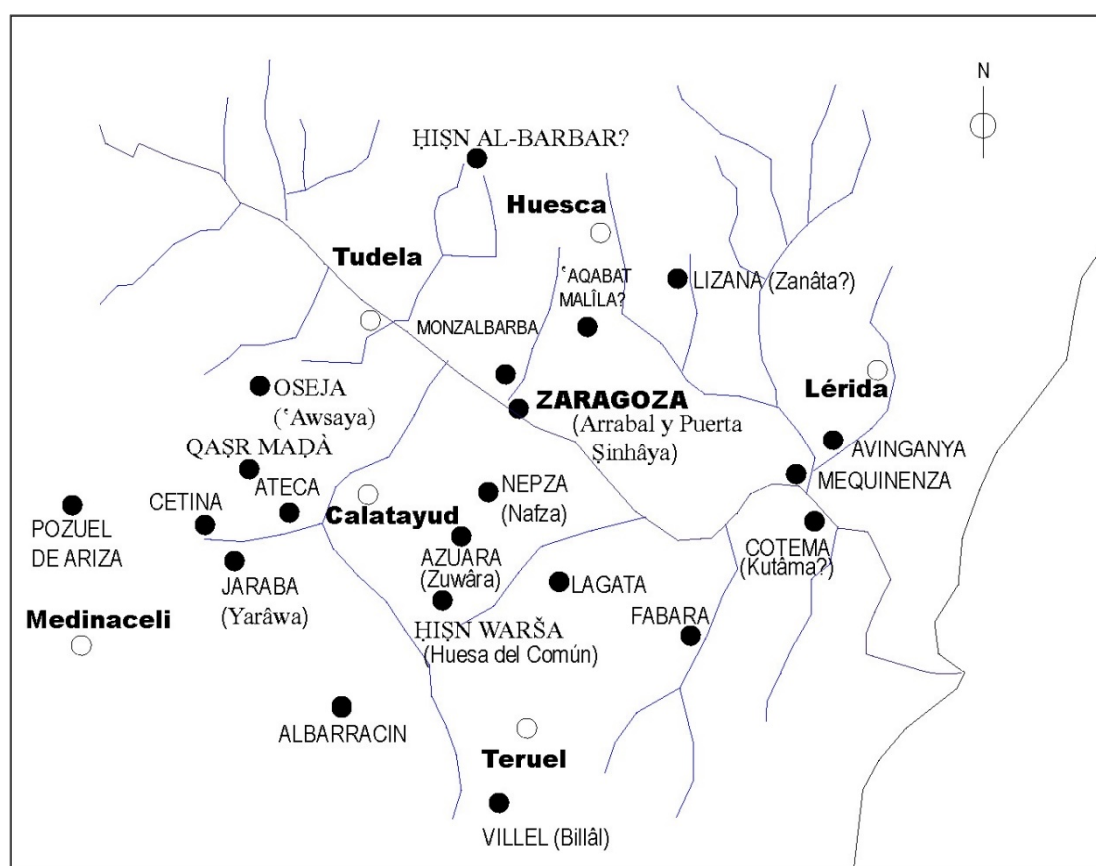 N
ḤIṢN AL-BARBAR?
Huesca
Tudela
ʿAQABAT
MALÎLA?
LIZANA (Zanâta?)
MONZALBARBA
OSEJA
(ʿAwsaya)
ZARAGOZA
(Arrabal y Puerta
Ṣinhâya)
Lérida
QAṢR MAḌÀ
AVINGANYA
ATECA
MEQUINENZA
CETINA
NEPZA
(Nafza)
Calatayud
POZUEL
DE ARIZA
AZUARA
(Zuwâra)
COTEMA
(Kutâma?)
JARABA
(Yarâwa)
LAGATA
Medinaceli
FABARA
ḤIṢN WARŠA
(Huesa del Común)
ALBARRACIN
Teruel
VILLEL (Billâl)